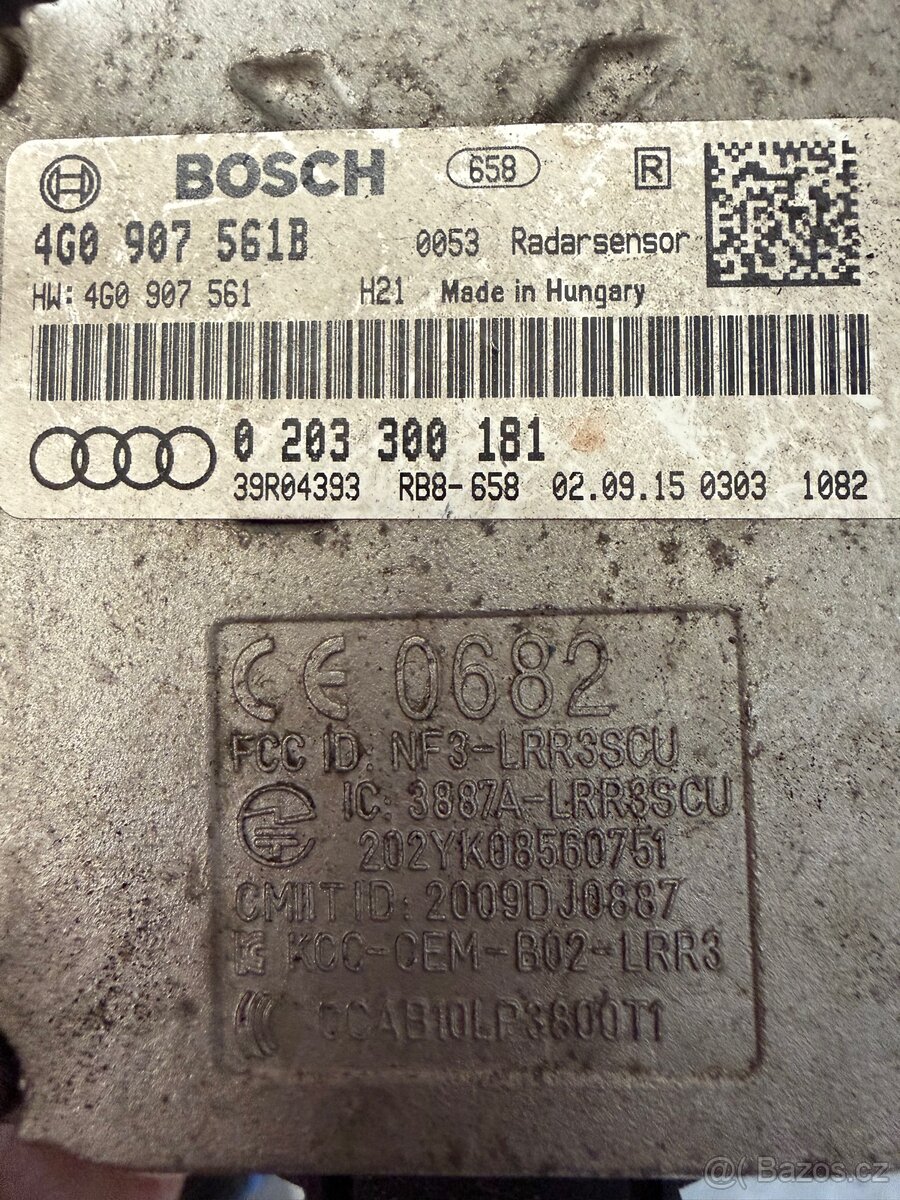 BOSCH 658 R
4G0 907 561B 0053 Radarsensor
HW: 4G0 907 561 H21 Made in Hungary
0 203 300 181
39R04393 RB8-658 02.09.15 0303 1082
CE 0682
FCC ID: NF3-LRR3SCU
IC: 3887A-LRR3SCU
202YK08560751
CMIIT ID: 2009DJ0887
KCC-CEM-B02-LRR3
CCAB10LP3800T1
@ Bazos.cz